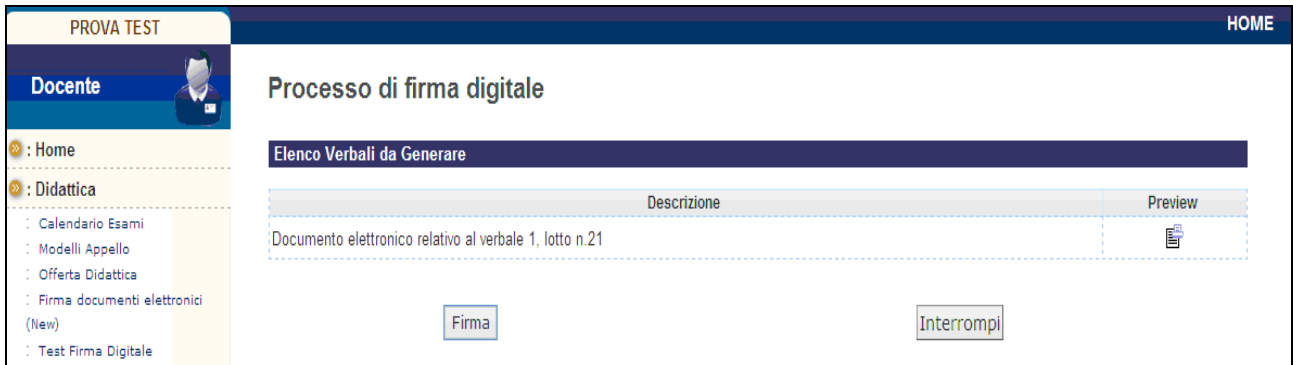 PROVA TEST
HOME
Docente
Processo di firma digitale
: Home
Elenco Verbali da Generare
: Didattica
Descrizione
Preview
: Calendario Esami
Documento elettronico relativo al verbale 1, lotto n.21
: Modelli Appello
: Offerta Didattica
: Firma documenti elettronici
(New)
Firma
Interrompi
: Test Firma Digitale